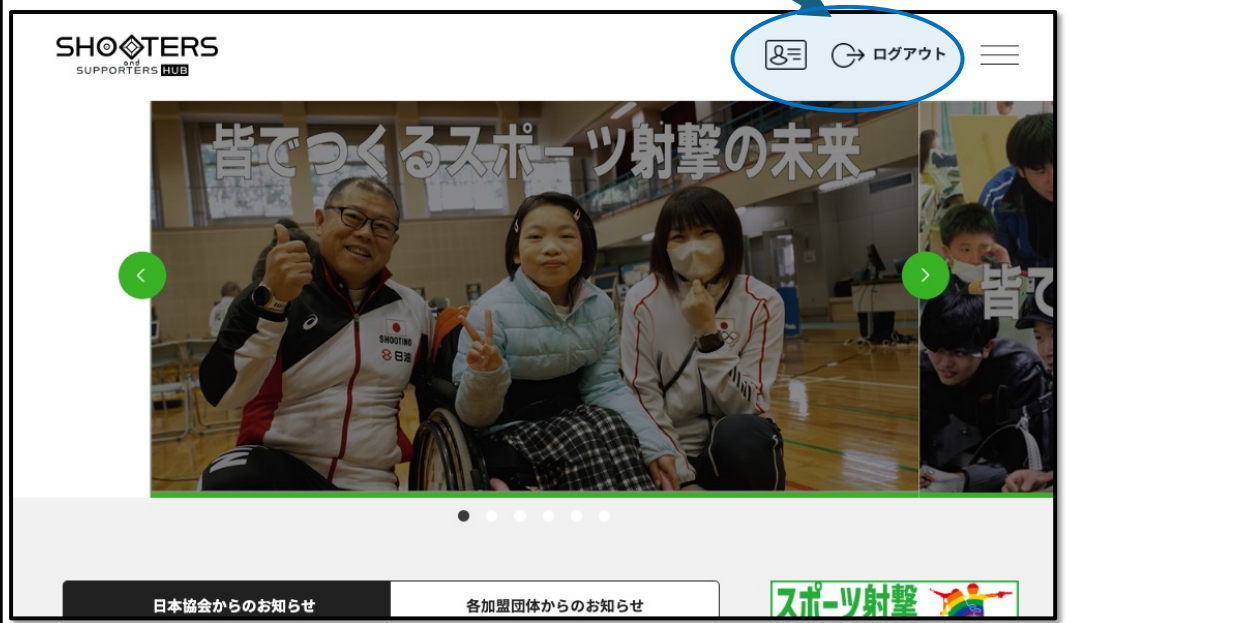 SHOOTERS
and
SUPPORTERS HUB
ログアウト
皆でつくるスポーツ射撃の未来
皆で
SHOOTING
日油
日本協会からのお知らせ
各加盟団体からのお知らせ
スポーツ射撃